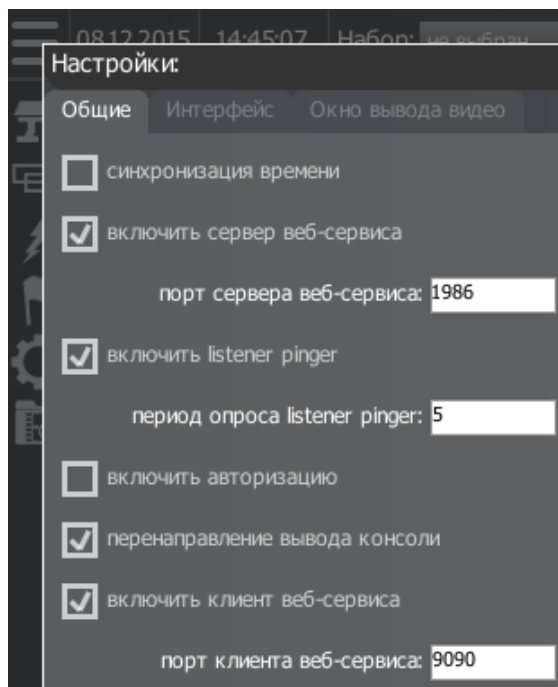 08.12.2015 14:45:07 Набор: не выбран
Настройки:
Общие Интерфейс Окно вывода видео
синхронизация времени
включить сервер веб-сервиса
порт сервера веб-сервиса: 1986
включить listener pinger
период опроса listener pinger: 5
включить авторизацию
перенаправление вывода консоли
включить клиент веб-сервиса
порт клиента веб-сервиса: 9090